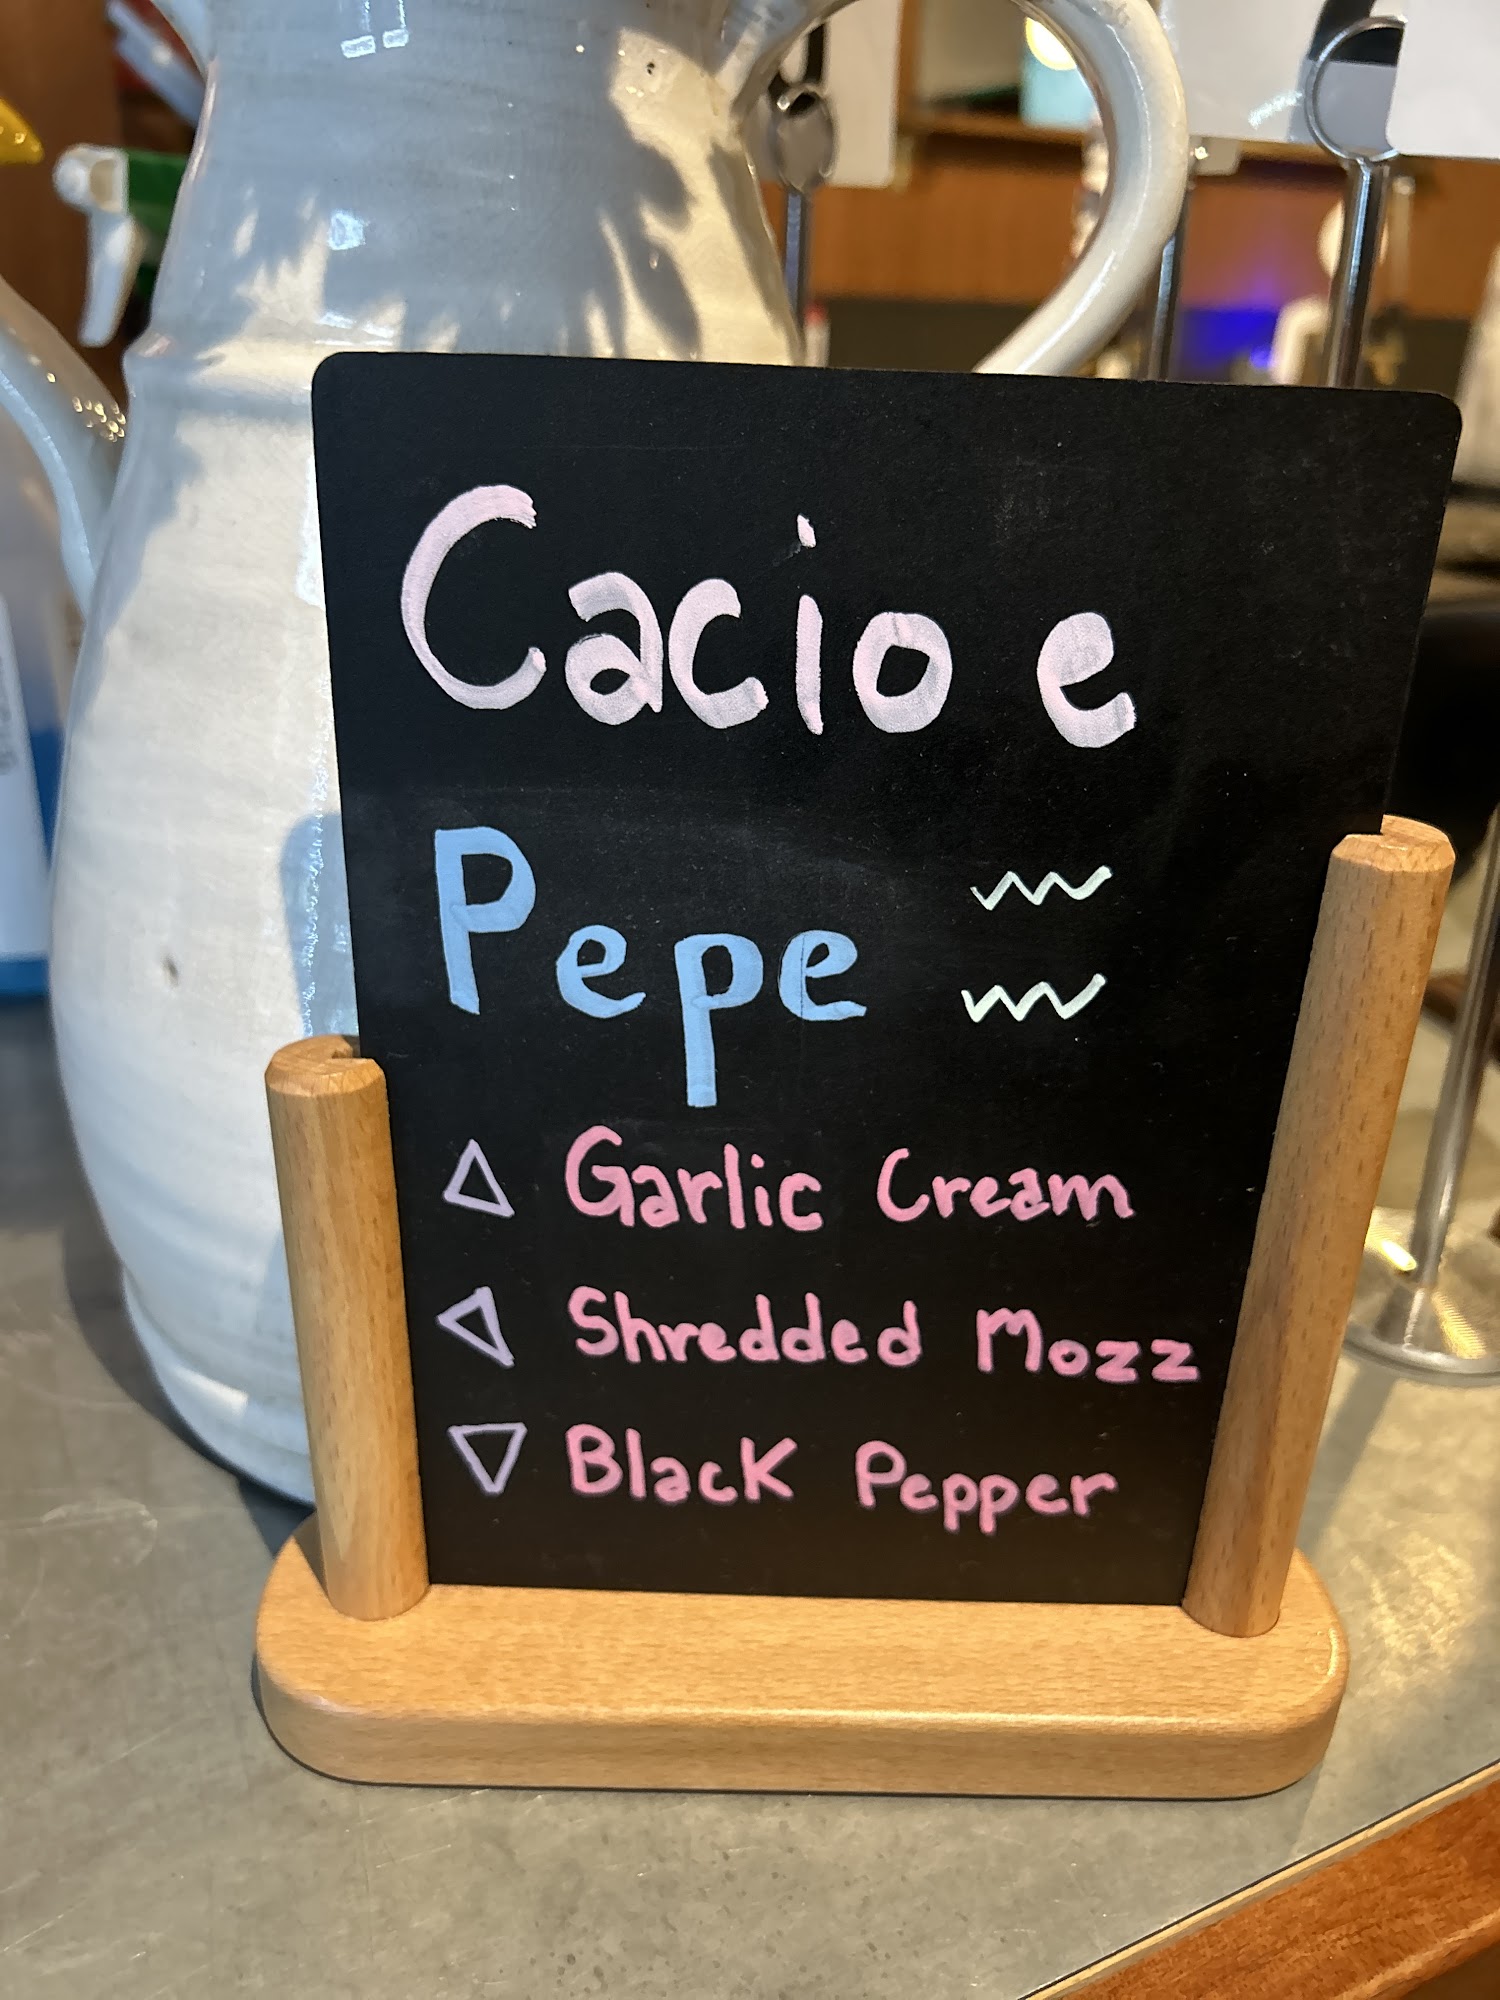 Cacio e
Pepe
Garlic Cream
Shredded Mozz
Black Pepper